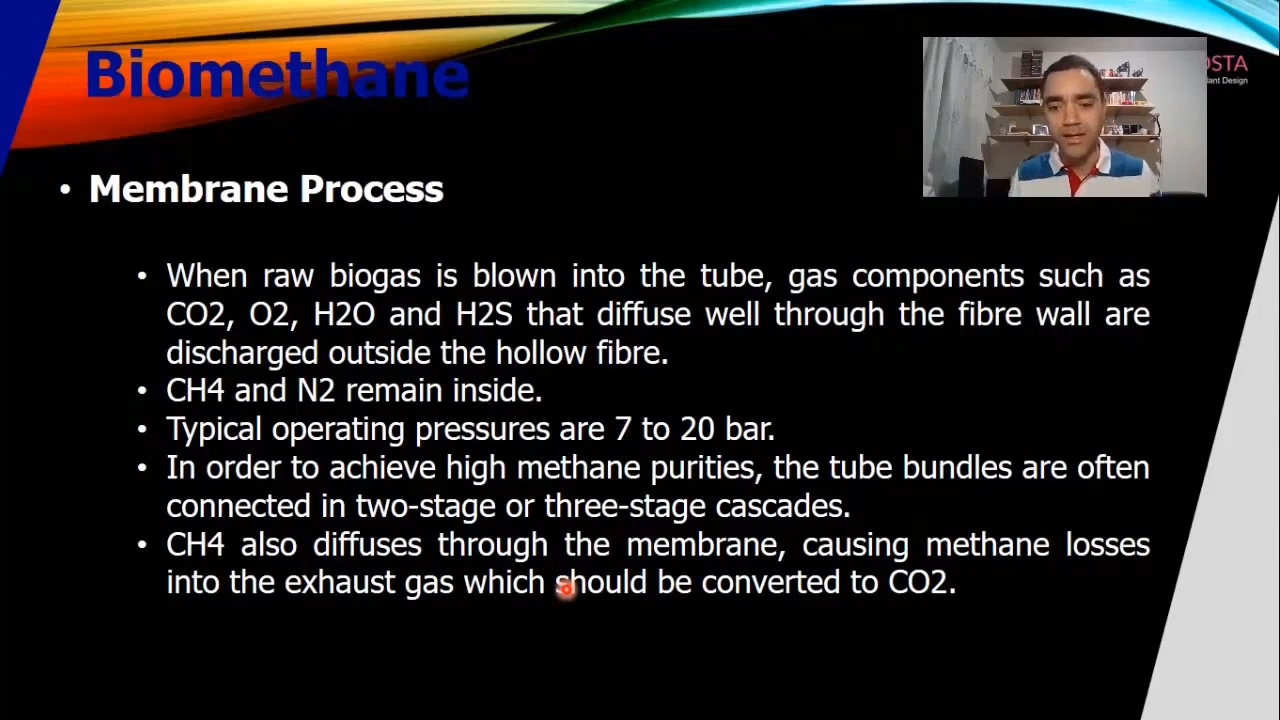 Biomethane
OSTA
lant Design
• Membrane Process
• When raw biogas is blown into the tube, gas components such as
CO2, O2, H2O and H2S that diffuse well through the fibre wall are
discharged outside the hollow fibre.
• CH4 and N2 remain inside.
• Typical operating pressures are 7 to 20 bar.
• In order to achieve high methane purities, the tube bundles are often
connected in two-stage or three-stage cascades.
• CH4 also diffuses through the membrane, causing methane losses
into the exhaust gas which should be converted to CO2.